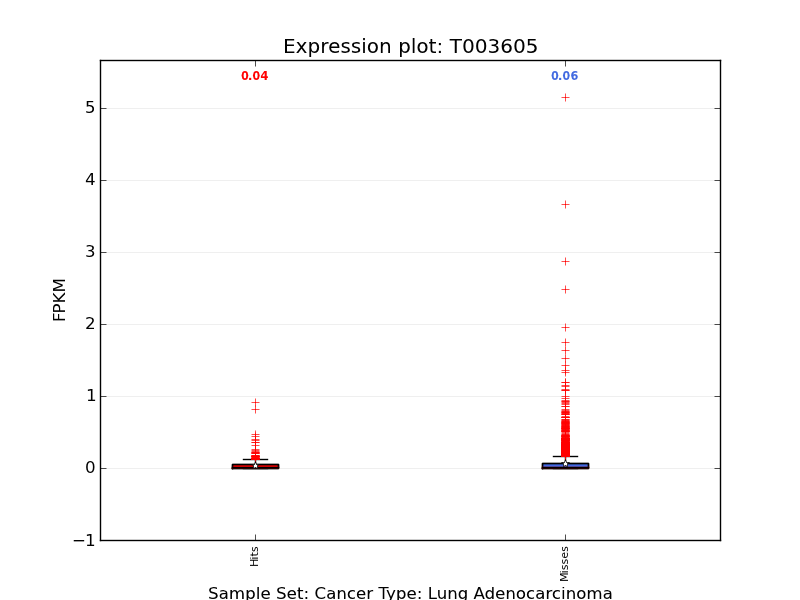 Expression plot: T003605
0.04
0.06
5
4
3
2
1
0
−1
FPKM
Hits
Misses
Sample Set: Cancer Type: Lung Adenocarcinoma